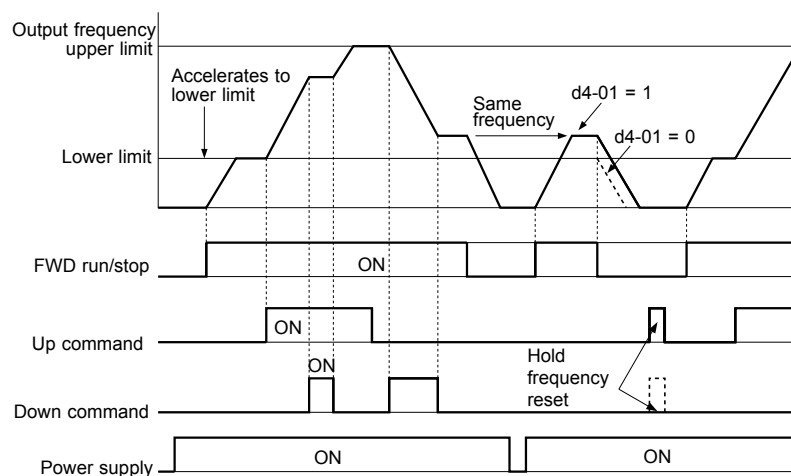 Output frequency
upper limit
Accelerates to
lower limit
Same
frequency
d4-01 = 1
d4-01 = 0
Lower limit
FWD run/stop
ON
Up command
ON
ON
Hold
frequency
reset
Down command
Power supply
ON
ON